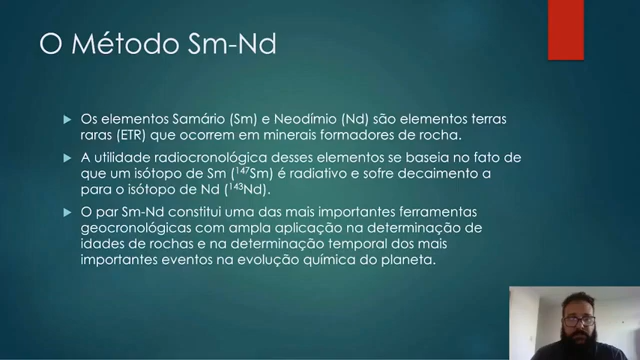 O Método Sm-Nd
Os elementos Samário (Sm) e Neodímio (Nd) são elementos terras
raras (ETR) que ocorrem em minerais formadores de rocha.
A utilidade radiocronológica desses elementos se baseia no fato de
que um isótopo de Sm (¹⁴⁷Sm) é radiativo e sofre decaimento α
para o isótopo de Nd (¹⁴³Nd).
O par Sm-Nd constitui uma das mais importantes ferramentas
geocronológicas com ampla aplicação na determinação de
idades de rochas e na determinação temporal dos mais
importantes eventos na evolução química do planeta.